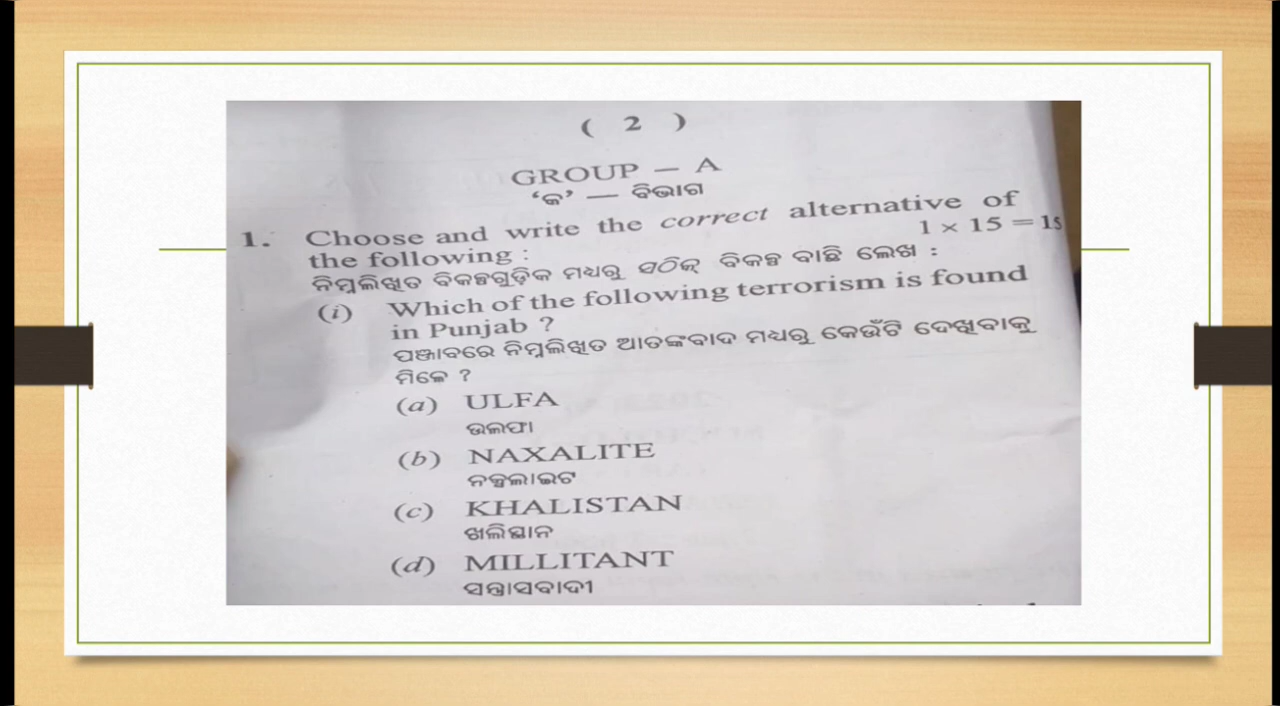 ( 2 )
GROUP — A
‘କ’ — ବିଭାଗ
1. Choose and write the correct alternative of
the following : 1 × 15 = 15
ନିମ୍ନଲିଖିତ ବିକଳ୍ପଗୁଡ଼ିକ ମଧ୍ୟରୁ ସଠିକ୍ ବିକଳ୍ପ ବାଛି ଲେଖ :
(i) Which of the following terrorism is found
in Punjab ?
ପଞ୍ଜାବରେ ନିମ୍ନଲିଖିତ ଆତଙ୍କବାଦ ମଧ୍ୟରୁ କେଉଁଟି ଦେଖିବାକୁ
ମିଳେ ?
(a) ULFA
ଉଲଫା
(b) NAXALITE
ନକ୍ସଲାଇଟ
(c) KHALISTAN
ଖଲିସ୍ଥାନ
(d) MILLITANT
ସନ୍ତ୍ରାସବାଦୀ